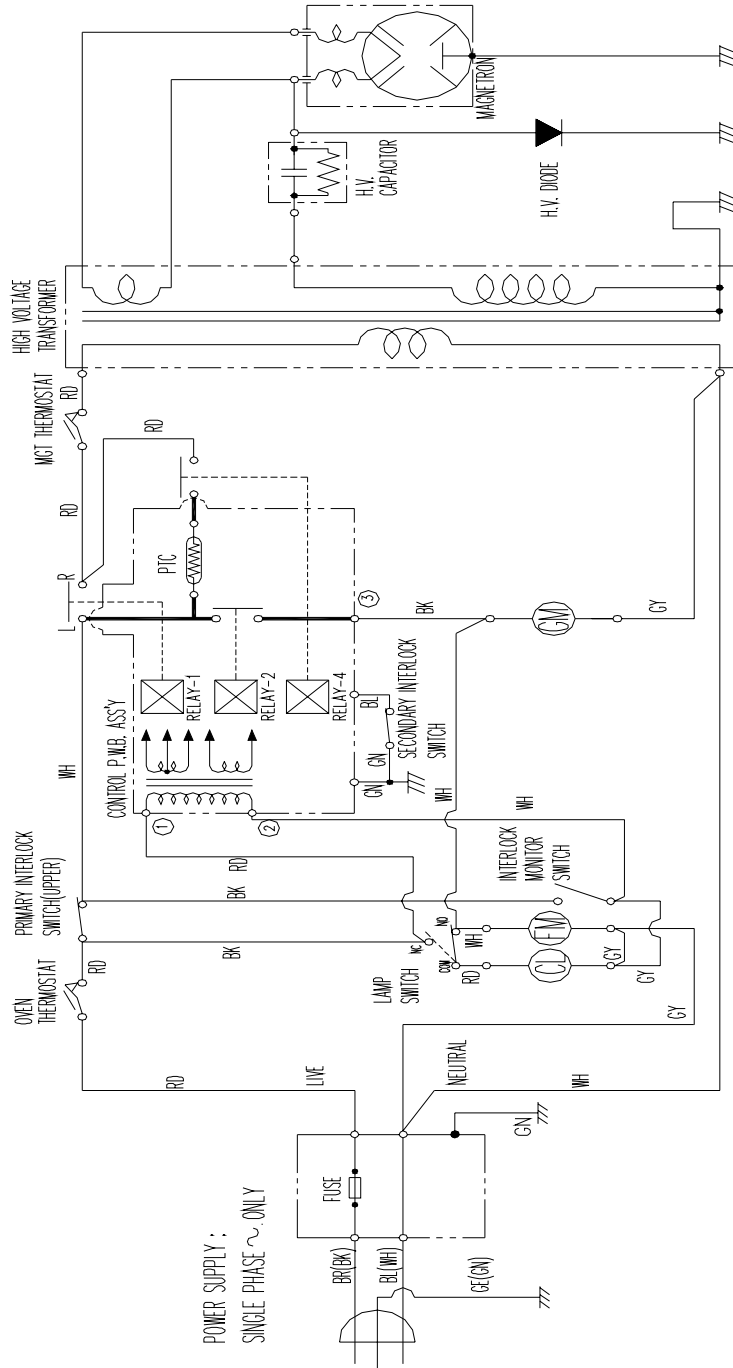 POWER SUPPLY ;
SINGLE PHASE ~. ONLY
BR(BK)
BL(WH)
GE(GN)
FUSE
LIVE
NEUTRAL
GN
RD
WH
OVEN
THERMOSTAT
RD
PRIMARY INTERLOCK
SWITCH(UPPER)
BK
BK
WH
LAMP
SWITCH
NC
COM
NO
RD
WH
CL
FM
GY
GY
GY
INTERLOCK
MONITOR
SWITCH
RD
WH
WH
CONTROL P.W.B. ASS'Y
1
2
3
RELAY-1
RELAY-2
RELAY-4
GN
GN
BL
SECONDARY INTERLOCK
SWITCH
PTC
L
R
BK
GM
GY
RD
RD
MGT THERMOSTAT
RD
HIGH VOLTAGE
TRANSFORMER
H.V.
CAPACITOR
H.V. DIODE
MAGNETRON